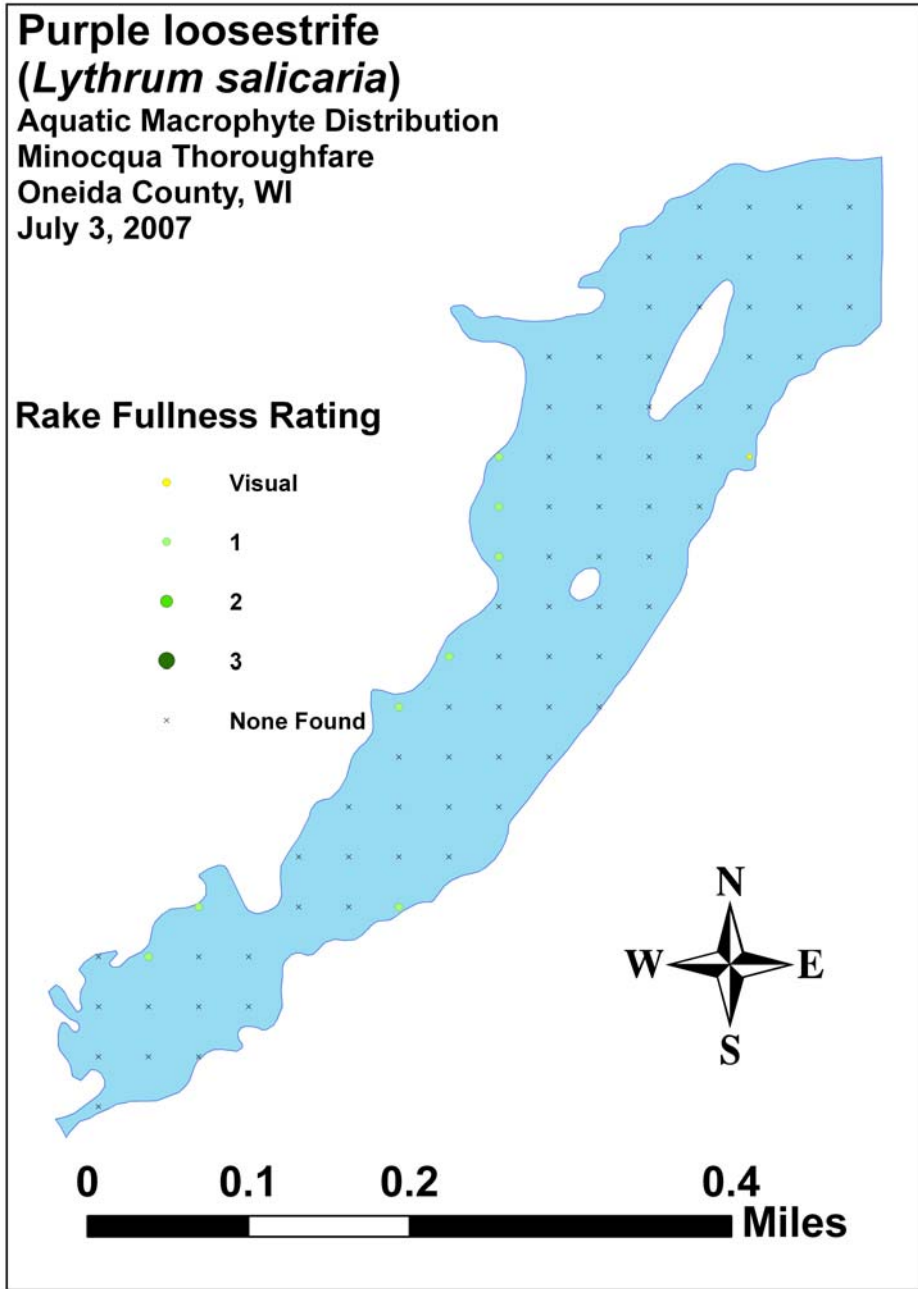 Purple loosestrife
(Lythrum salicaria)
Aquatic Macrophyte Distribution
Minocqua Thoroughfare
Oneida County, WI
July 3, 2007
Rake Fullness Rating
Visual
1
2
3
None Found
N
W E
S
0 0.1 0.2 0.4
Miles